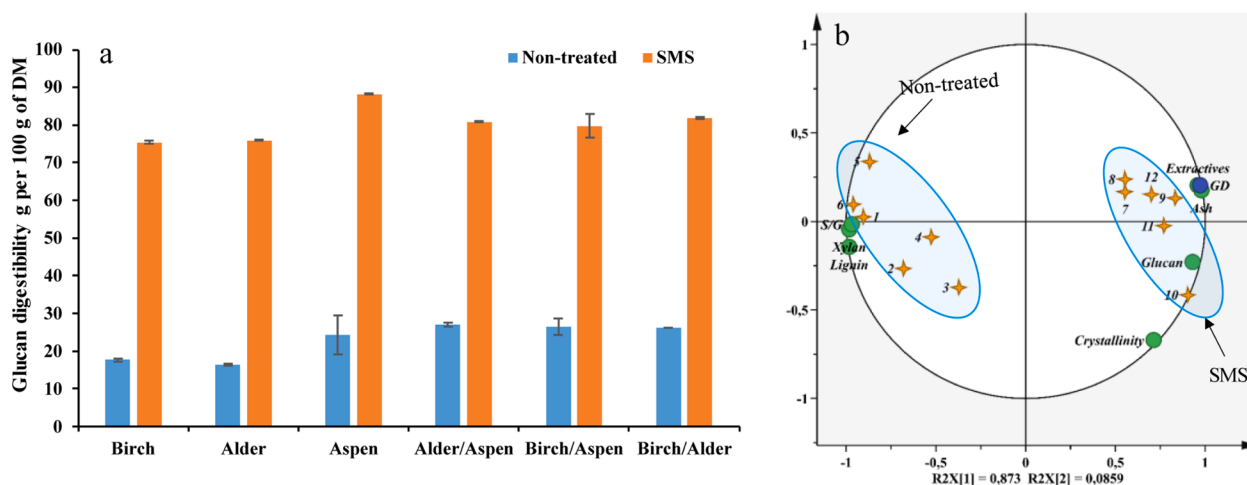 a
Non-treated
SMS
Glucan digestibility g per 100 g of DM
100
90
80
70
60
50
40
30
20
10
0
Birch
Alder
Aspen
Alder/Aspen
Birch/Aspen
Birch/Alder
b
Non-treated
1
0,5
0
-0,5
-1
5
6
1
S/G
Xylan
Lignin
4
2
3
Extractives
8
12
GD
9
7
Ash
11
Glucan
10
Crystallinity
SMS
-1
-0,5
0
0,5
1
R2X[1] = 0,873 R2X[2] = 0,0859